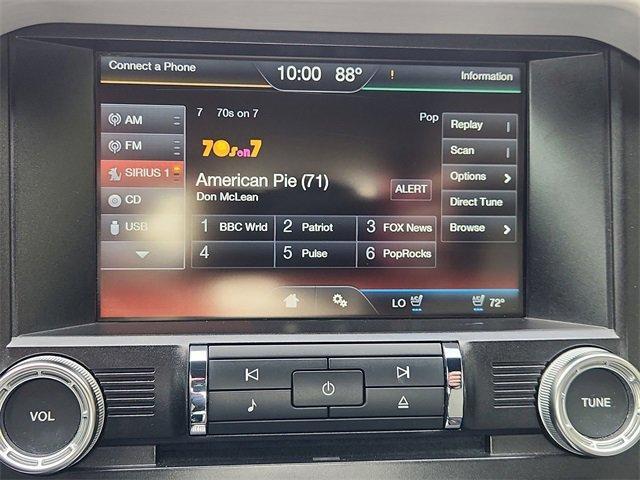 Connect a Phone
10:00 88° !
Information
AM
FM
SIRIUS 1
CD
USB
7 70s on 7
Pop
70s on 7
American Pie (71)
Don McLean
ALERT
1 BBC Wrld 2 Patriot 3 FOX News
4 5 Pulse 6 PopRocks
Replay
Scan
Options
Direct Tune
Browse
LO 72°
VOL
TUNE